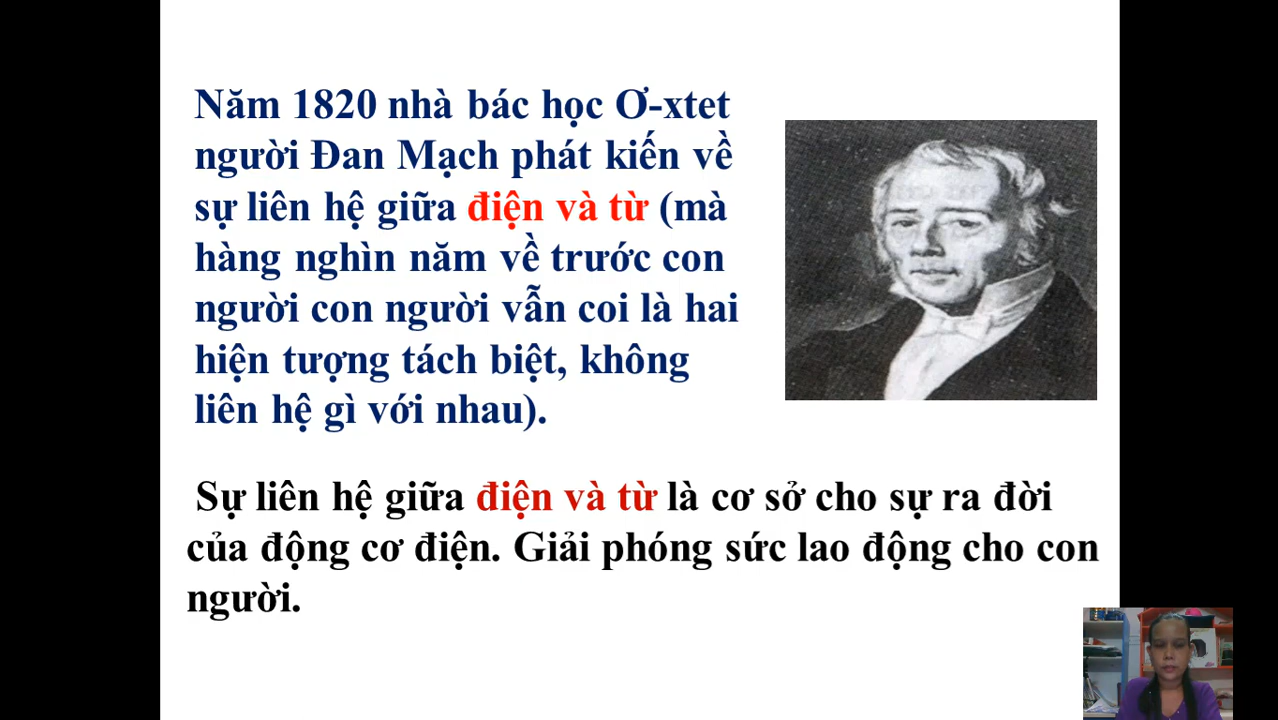 Năm 1820 nhà bác học Ơ-xtet
người Đan Mạch phát kiến về
sự liên hệ giữa điện và từ (mà
hàng nghìn năm về trước con
người con người vẫn coi là hai
hiện tượng tách biệt, không
liên hệ gì với nhau).
Sự liên hệ giữa điện và từ là cơ sở cho sự ra đời
của động cơ điện. Giải phóng sức lao động cho con
người.